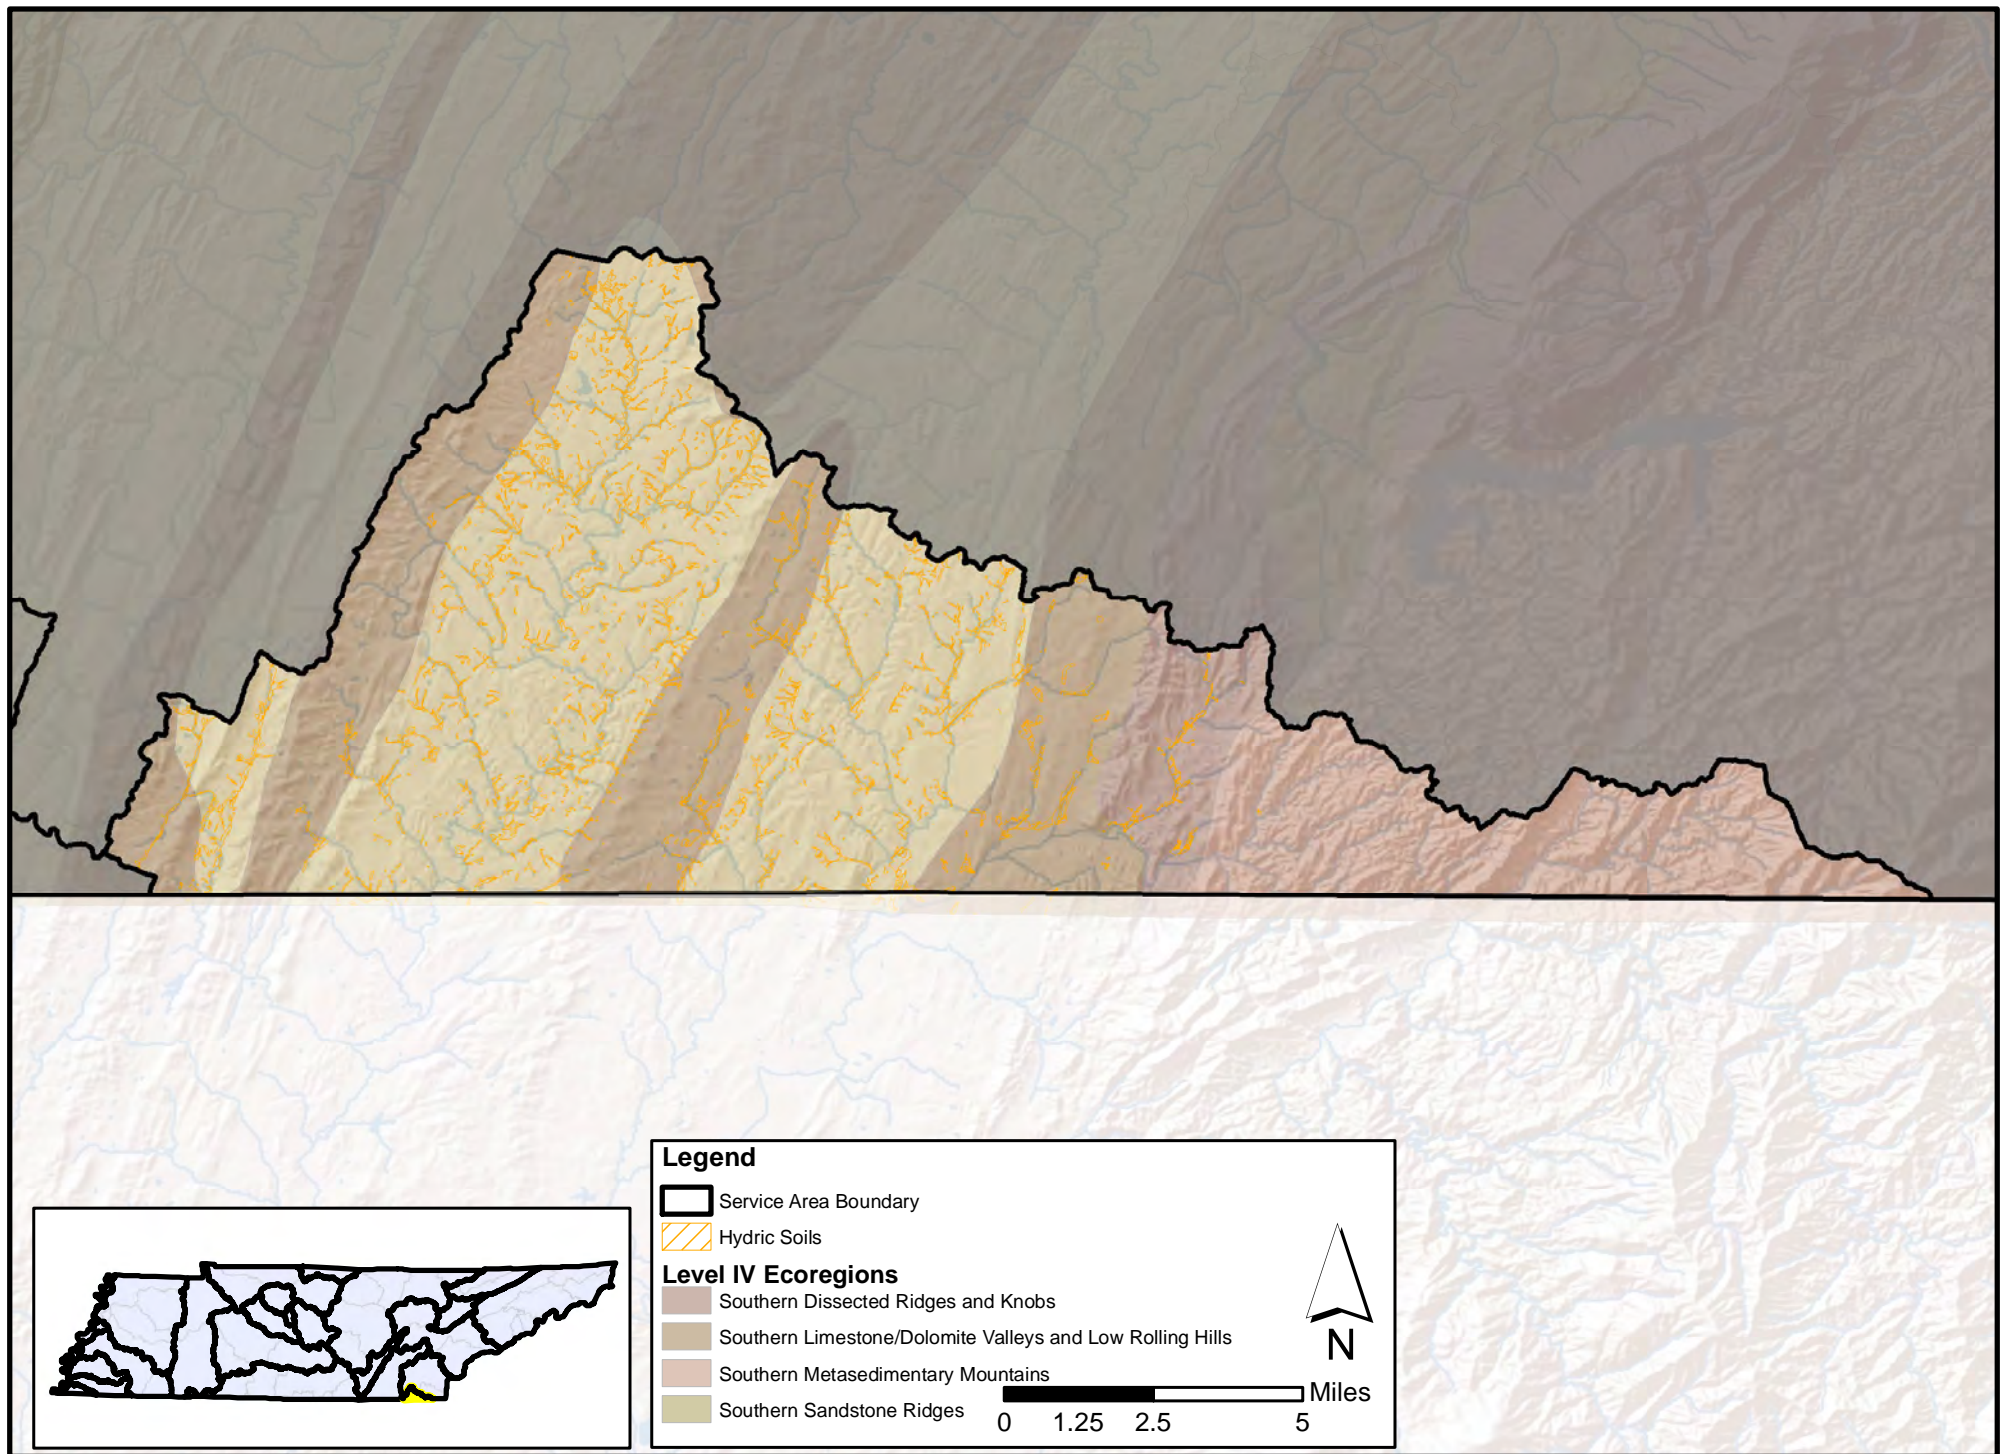 Legend
Service Area Boundary
Hydric Soils
Level IV Ecoregions
Southern Dissected Ridges and Knobs
Southern Limestone/Dolomite Valleys and Low Rolling Hills
Southern Metasedimentary Mountains
Southern Sandstone Ridges
N
Miles
0 1.25 2.5 5